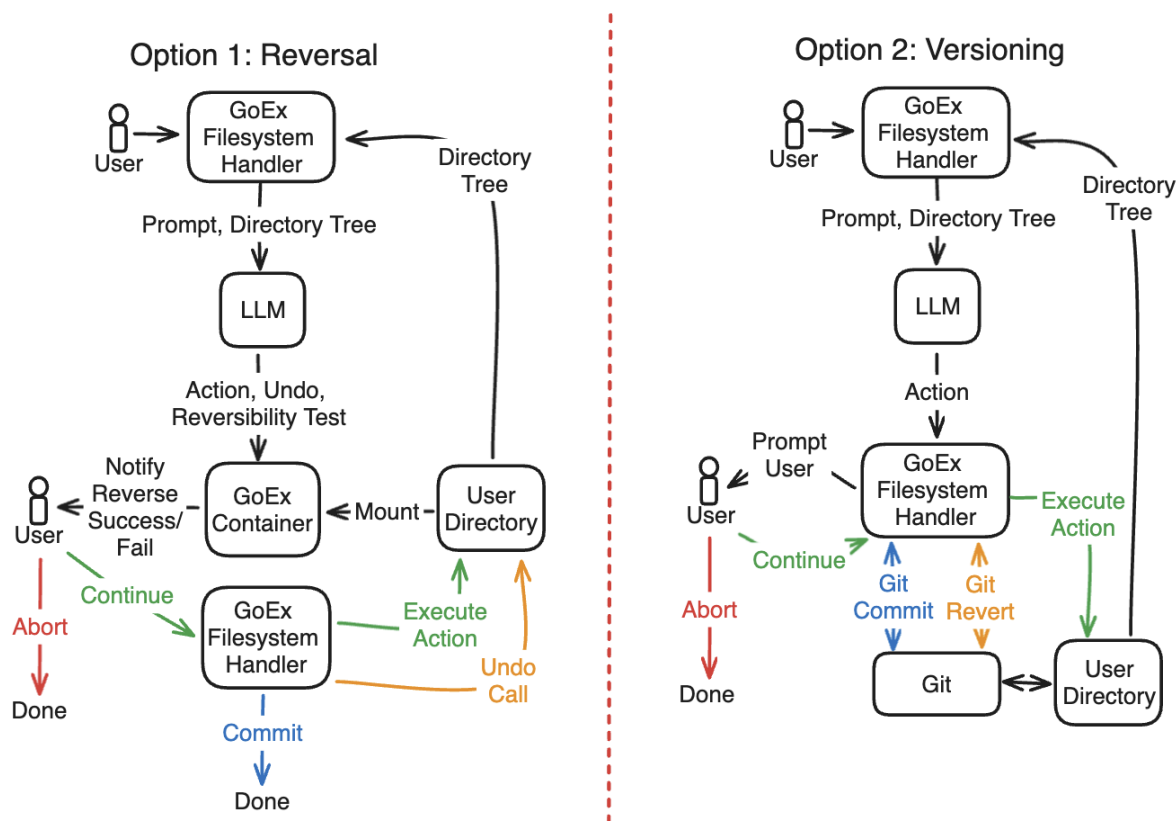 Option 1: Reversal
User
GoEx
Filesystem
Handler
Directory
Tree
Prompt, Directory Tree
LLM
Action, Undo,
Reversibility Test
Notify
Reverse
Success/
Fail
User
GoEx
Container
Mount
User
Directory
Continue
Abort
Done
GoEx
Filesystem
Handler
Execute
Action
Undo
Call
Commit
Done
Option 2: Versioning
User
GoEx
Filesystem
Handler
Directory
Tree
Prompt, Directory Tree
LLM
Action
Prompt
User
User
GoEx
Filesystem
Handler
Execute
Action
Continue
Abort
Done
Git
Commit
Git
Revert
Git
User
Directory